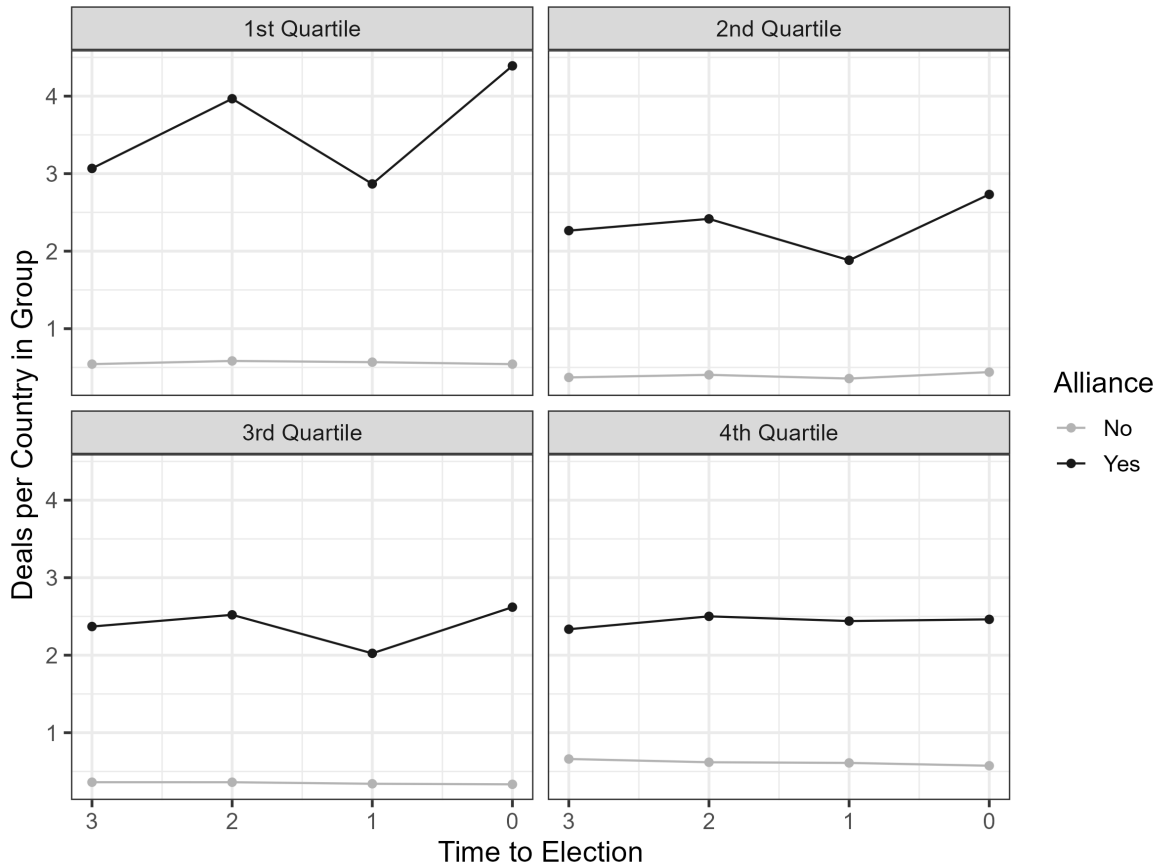 1st Quartile
2nd Quartile
4
3
2
1
3rd Quartile
4th Quartile
4
3
2
1
3
2
1
0
3
2
1
0
Time to Election
Deals per Country in Group
Alliance
No
Yes